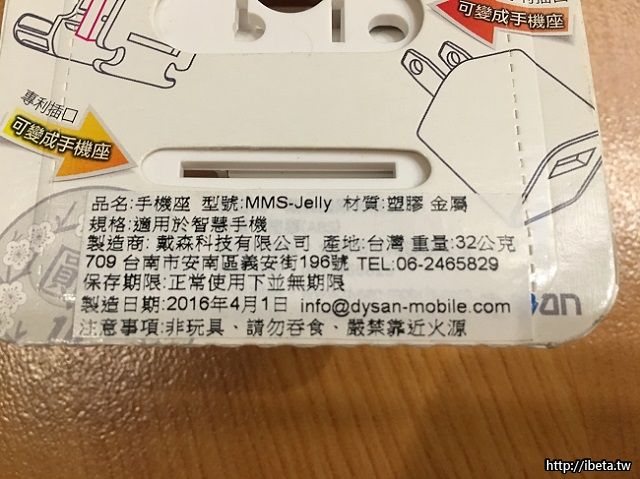 專利插口
可變成手機座
專利插口
可變成手機座
品名:手機座 型號:MMS-Jelly 材質:塑膠 金屬
規格:適用於智慧手機
製造商: 戴森科技有限公司 產地:台灣 重量:32公克
709 台南市安南區義安街196號 TEL:06-2465829
保存期限:正常使用下並無期限
製造日期:2016年4月1日 info@dysan-mobile.com
注意事項:非玩具、請勿吞食、嚴禁靠近火源
圓
http://ibeta.tw